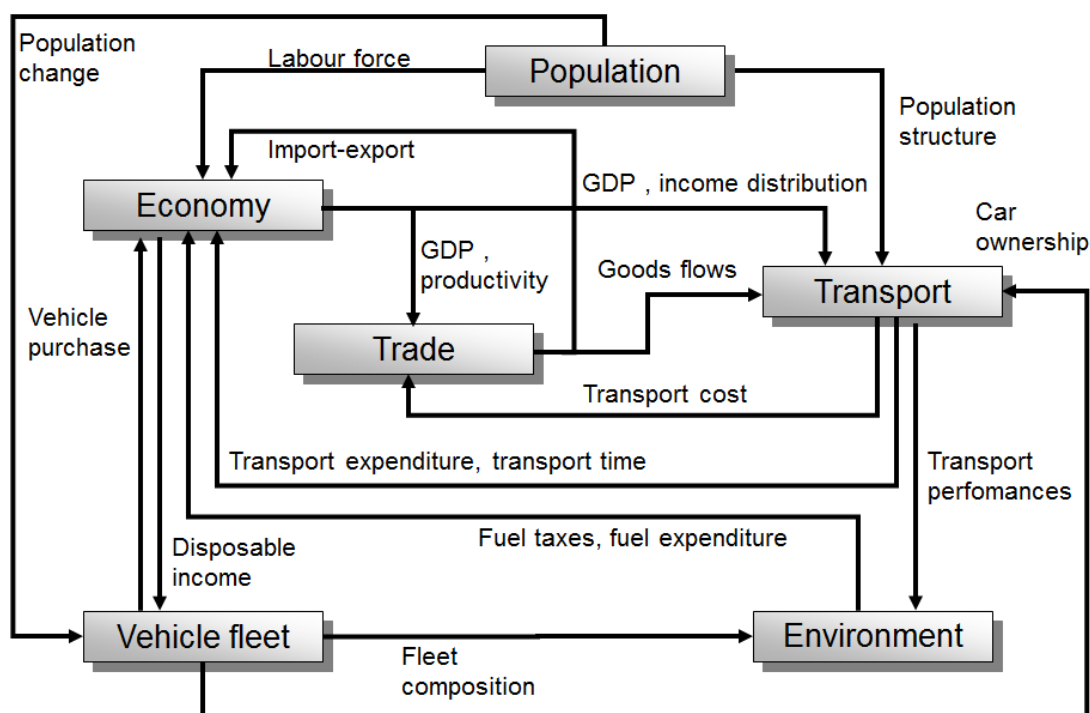 Population
change
Labour force
Population
Population
structure
Import-export
Economy
GDP , income distribution
Car
ownership
GDP ,
productivity
Goods flows
Transport
Vehicle
purchase
Trade
Transport cost
Transport expenditure, transport time
Transport
perfomances
Fuel taxes, fuel expenditure
Disposable
income
Vehicle fleet
Environment
Fleet
composition